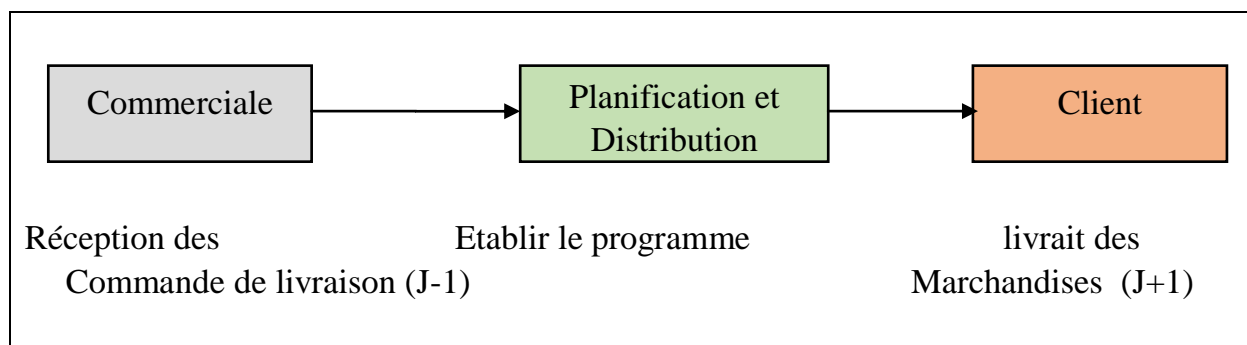 Commerciale
Planification et
Distribution
Client
Réception des
Commande de livraison (J-1)
Etablir le programme
livrait des
Marchandises (J+1)